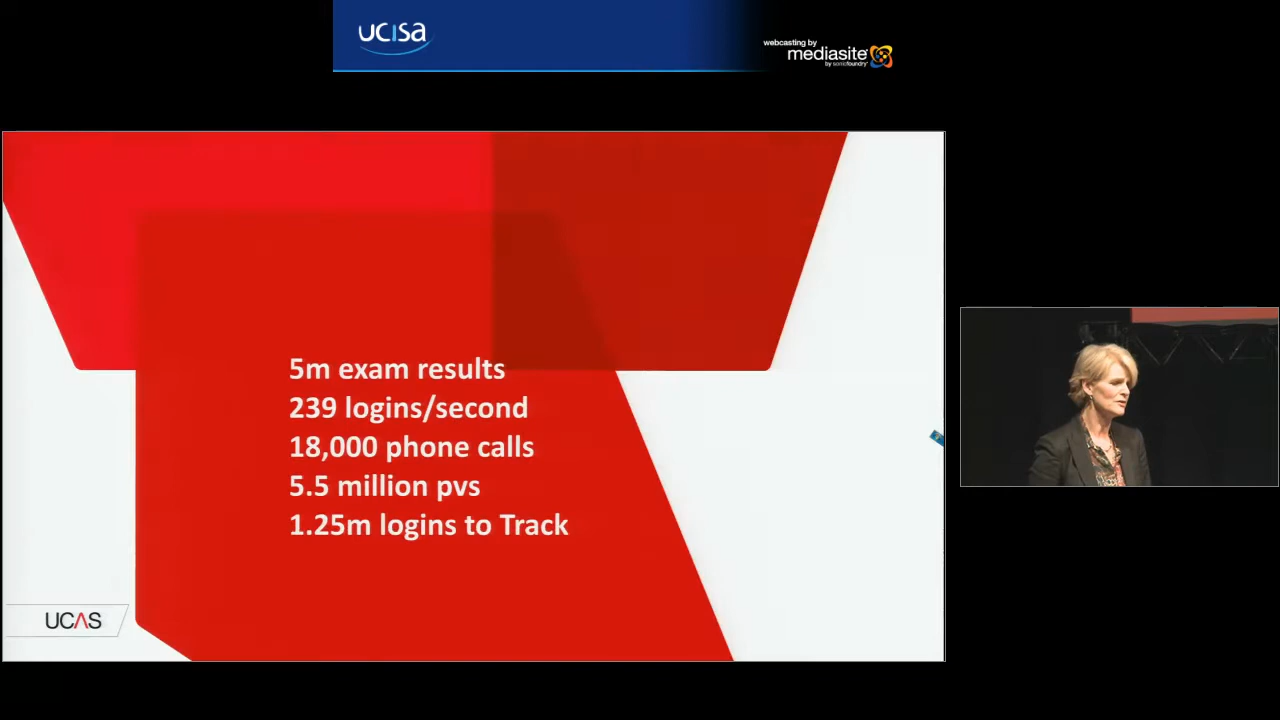 ucisa
webcasting by
mediasite
by sonicfoundry
5m exam results
239 logins/second
18,000 phone calls
5.5 million pvs
1.25m logins to Track
UCAS